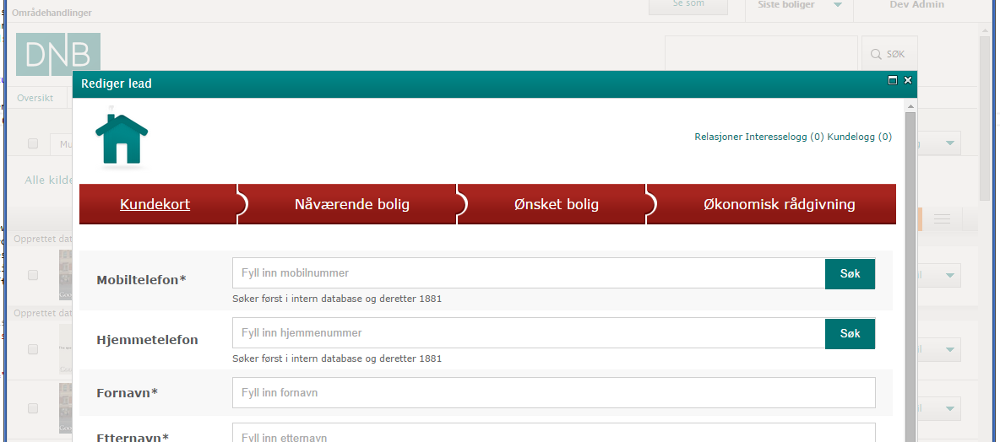 Områdehandlinger
Se som
Siste boliger
Dev Admin
DNB
SØK
Rediger lead
Oversikt
Mu
Relasjoner Interesselogg (0) Kundelogg (0)
Alle kilde
Kundekort
Nåværende bolig
Ønsket bolig
Økonomisk rådgivning
Opprettet dat
Mobiltelefon*
Fyll inn mobilnummer
Søk
Søker først i intern database og deretter 1881
Opprettet dat
Hjemmetelefon
Fyll inn hjemmenummer
Søk
Søker først i intern database og deretter 1881
Fornavn*
Fyll inn fornavn
Etternavn*
Fyll inn etternavn